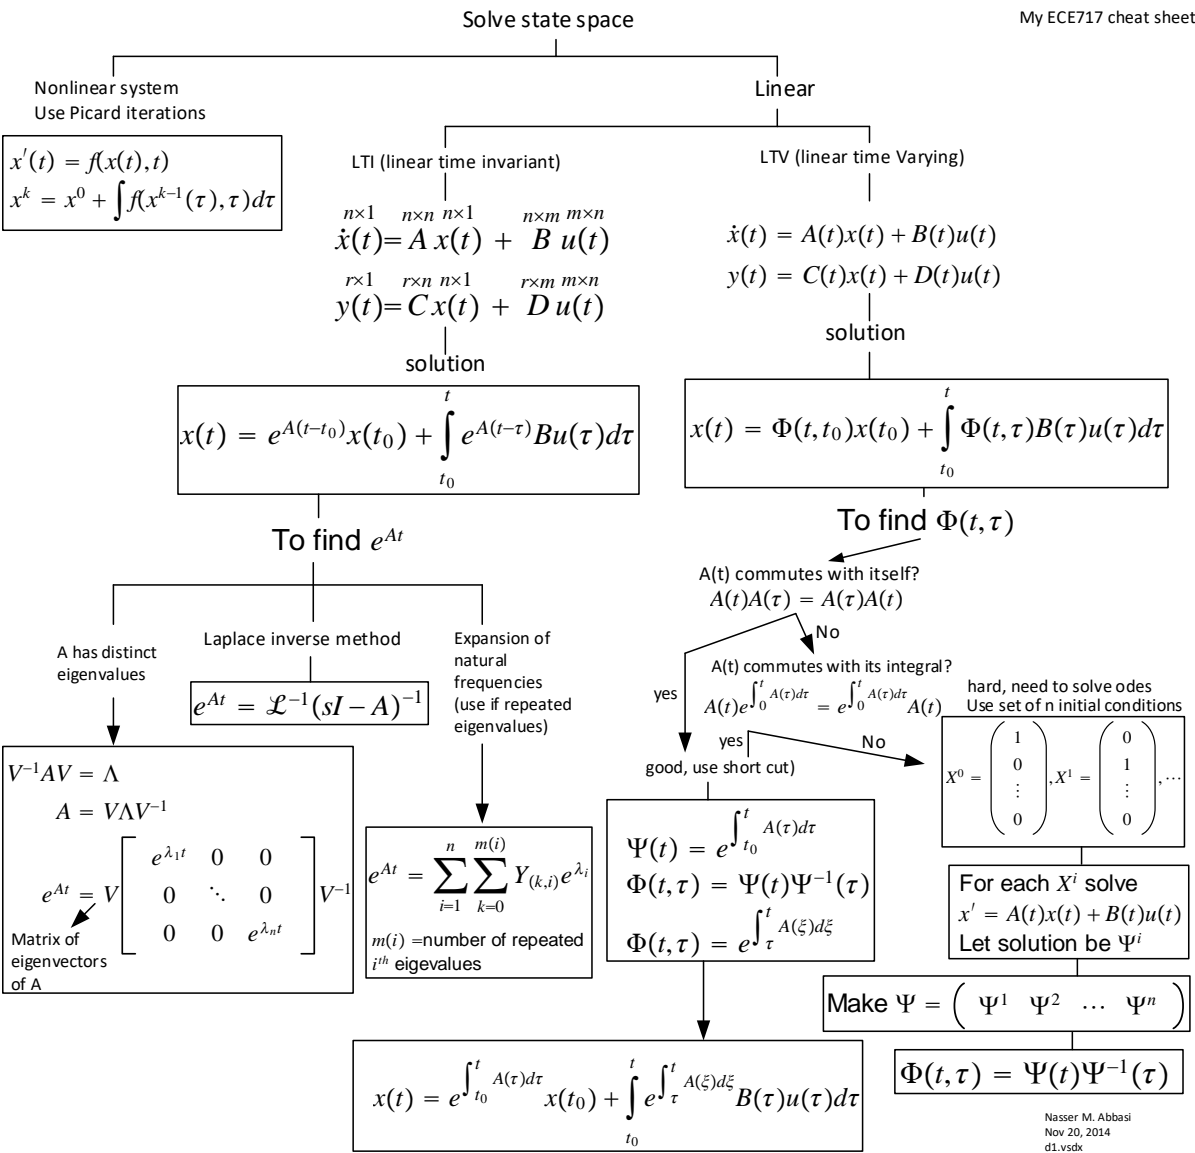 Solve state space
My ECE717 cheat sheet
Nonlinear system
Use Picard iterations
x′(t) = f(x(t), t)
x^k = x^0 + ∫ f(x^{k−1}(τ), τ)dτ
Linear
LTI (linear time invariant)
n×1 n×n n×1 n×m m×n
ẋ(t)= A x(t) + B u(t)
r×1 r×n n×1 r×m m×n
y(t)= C x(t) + D u(t)
solution
x(t) = e^{A(t−t_0)}x(t_0) + ∫_{t_0}^{t} e^{A(t−τ)}Bu(τ)dτ
To find e^{At}
A has distinct
eigenvalues
V^{−1}AV = Λ
A = VΛV^{−1}
e^{λ_1t} 0 0
e^{At} = V [ 0 ⋱ 0 ] V^{−1}
0 0 e^{λ_nt}
Matrix of
eigenvectors
of A
Laplace inverse method
e^{At} = ℒ^{−1}(sI − A)^{−1}
Expansion of
natural
frequencies
(use if repeated
eigenvalues)
e^{At} = ∑_{i=1}^{n} ∑_{k=0}^{m(i)} Y_{(k,i)}e^{λ_i}
m(i) =number of repeated
i^{th} eigevalues
LTV (linear time Varying)
ẋ(t) = A(t)x(t) + B(t)u(t)
y(t) = C(t)x(t) + D(t)u(t)
solution
x(t) = Φ(t, t_0)x(t_0) + ∫_{t_0}^{t} Φ(t, τ)B(τ)u(τ)dτ
To find Φ(t, τ)
A(t) commutes with itself?
A(t)A(τ) = A(τ)A(t)
No
yes
A(t) commutes with its integral?
A(t)e^{∫_0^t A(τ)dτ} = e^{∫_0^t A(τ)dτ} A(t)
yes
No
good, use short cut)
Ψ(t) = e^{∫_{t_0}^t A(τ)dτ}
Φ(t, τ) = Ψ(t)Ψ^{−1}(τ)
Φ(t, τ) = e^{∫_τ^t A(ξ)dξ}
x(t) = e^{∫_{t_0}^t A(τ)dτ} x(t_0) + ∫_{t_0}^{t} e^{∫_τ^t A(ξ)dξ} B(τ)u(τ)dτ
hard, need to solve odes
Use set of n initial conditions
1 0
X^0 = ( 0 ), X^1 = ( 1 ), ⋯
⋮ ⋮
0 0
For each X^i solve
x′ = A(t)x(t) + B(t)u(t)
Let solution be Ψ^i
Make Ψ = ( Ψ^1 Ψ^2 ⋯ Ψ^n )
Φ(t, τ) = Ψ(t)Ψ^{−1}(τ)
Nasser M. Abbasi
Nov 20, 2014
d1.vsdx